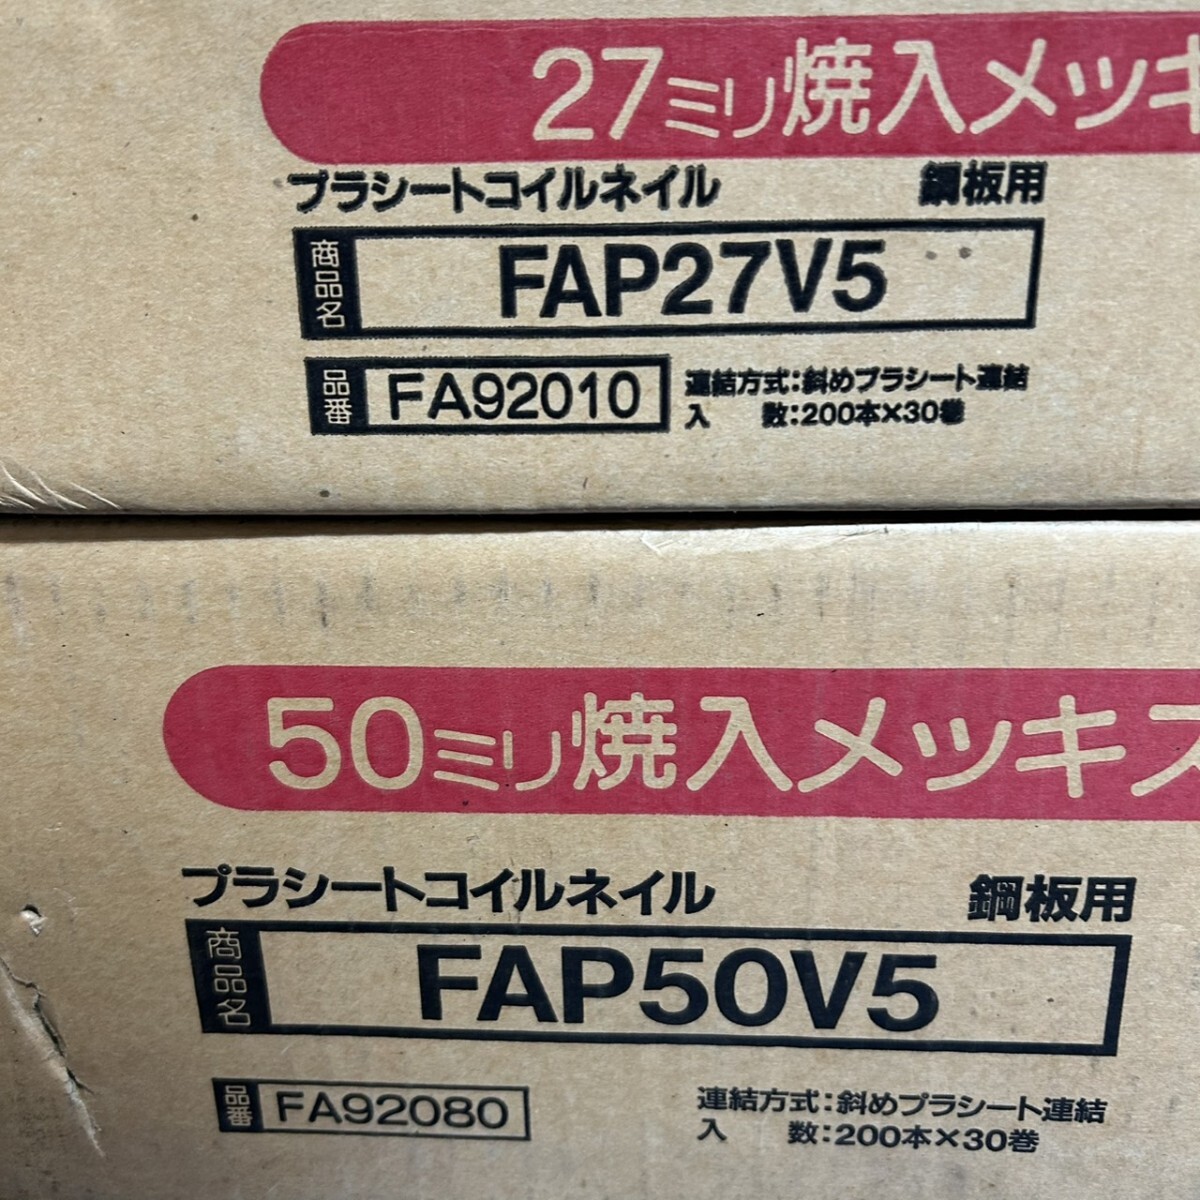 27ミリ焼入メッキ
プラシートコイルネイル 鋼板用
商品名 FAP27V5
品番 FA92010
連結方式:斜めプラシート連結
入 数:200本×30巻
50ミリ焼入メッキス
プラシートコイルネイル 鋼板用
商品名 FAP50V5
品番 FA92080
連結方式:斜めプラシート連結
入 数:200本×30巻